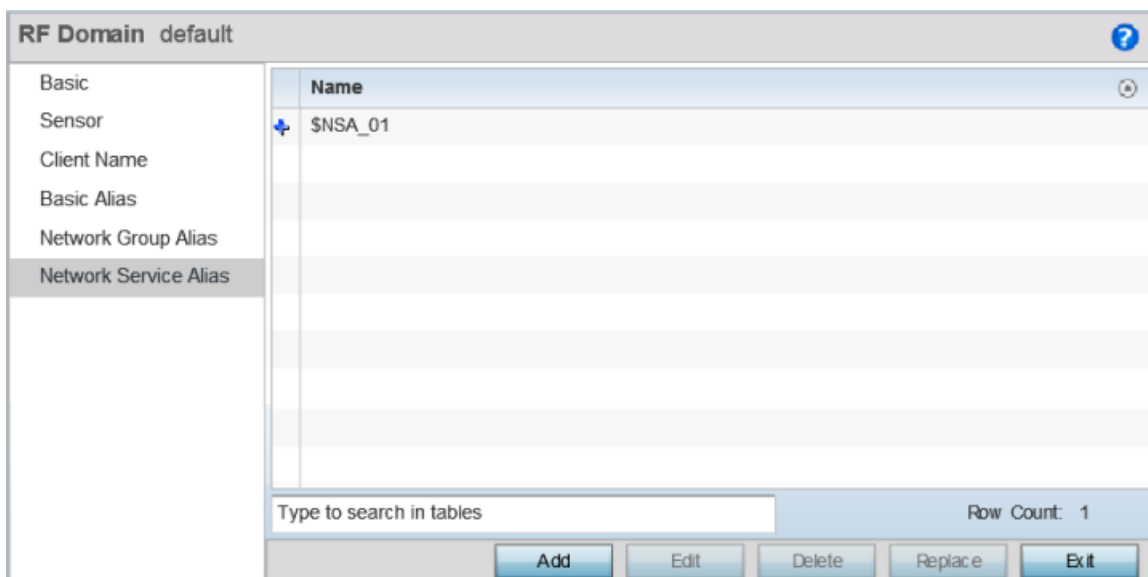 RF Domain default
Basic
Sensor
Client Name
Basic Alias
Network Group Alias
Network Service Alias
Name
$NSA_01
Type to search in tables
Row Count: 1
Add Edit Delete Replace Exit